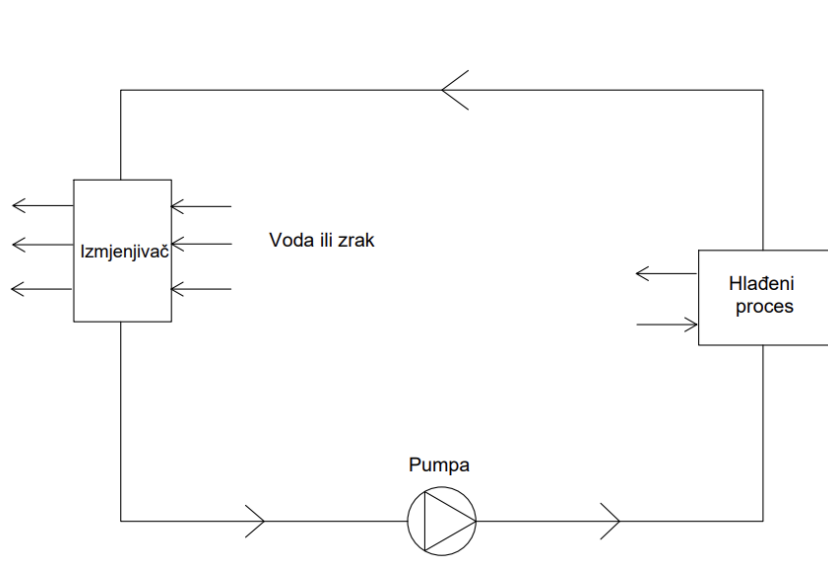 Izmjenjivač
Voda ili zrak
Hlađeni
proces
Pumpa